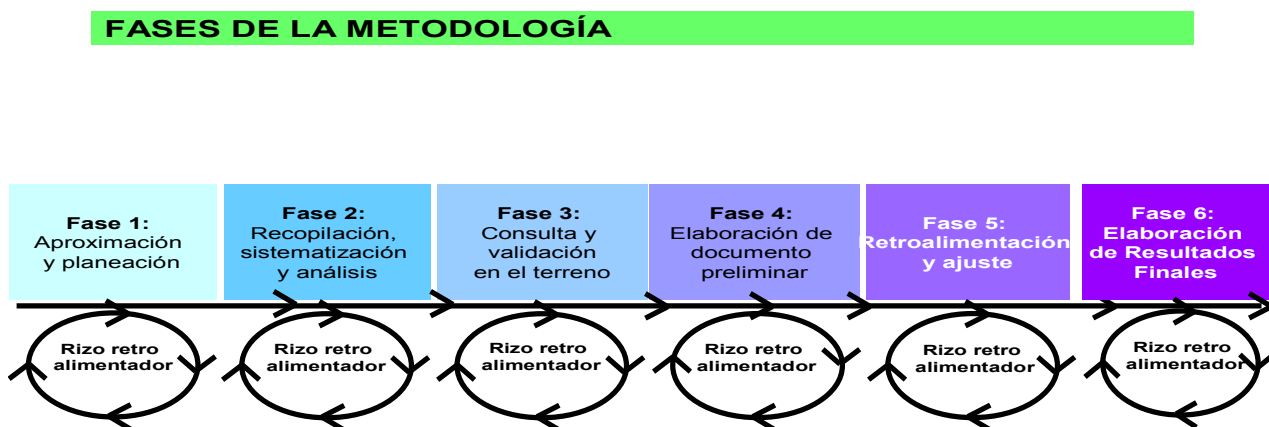 FASES DE LA METODOLOGÍA
Fase 1:
Aproximación
y planeación
Fase 2:
Recopilación,
sistematización
y análisis
Fase 3:
Consulta y
validación
en el terreno
Fase 4:
Elaboración de
documento
preliminar
Fase 5:
Retroalimentación
y ajuste
Fase 6:
Elaboración
de Resultados
Finales
Rizo retro
alimentador
Rizo retro
alimentador
Rizo retro
alimentador
Rizo retro
alimentador
Rizo retro
alimentador
Rizo retro
alimentador